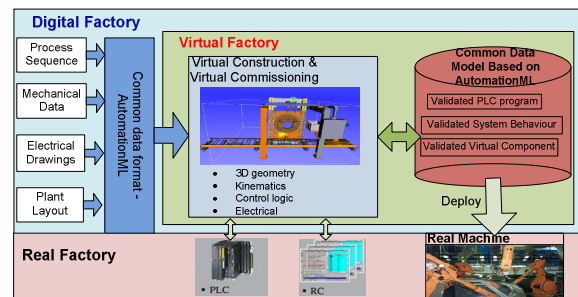 Digital Factory
Process
Sequence
Mechanical
Data
Electrical
Drawings
Plant
Layout
Common data format -
AutomationML
Virtual Factory
Virtual Construction &
Virtual Commissioning
• 3D geometry
• Kinematics
• Control logic
• Electrical
Common Data
Model Based on
AutomationML
Validated PLC program
Validated System Behaviour
Validated Virtual Component
Deploy
Real Factory
• PLC
• RC
Real Machine